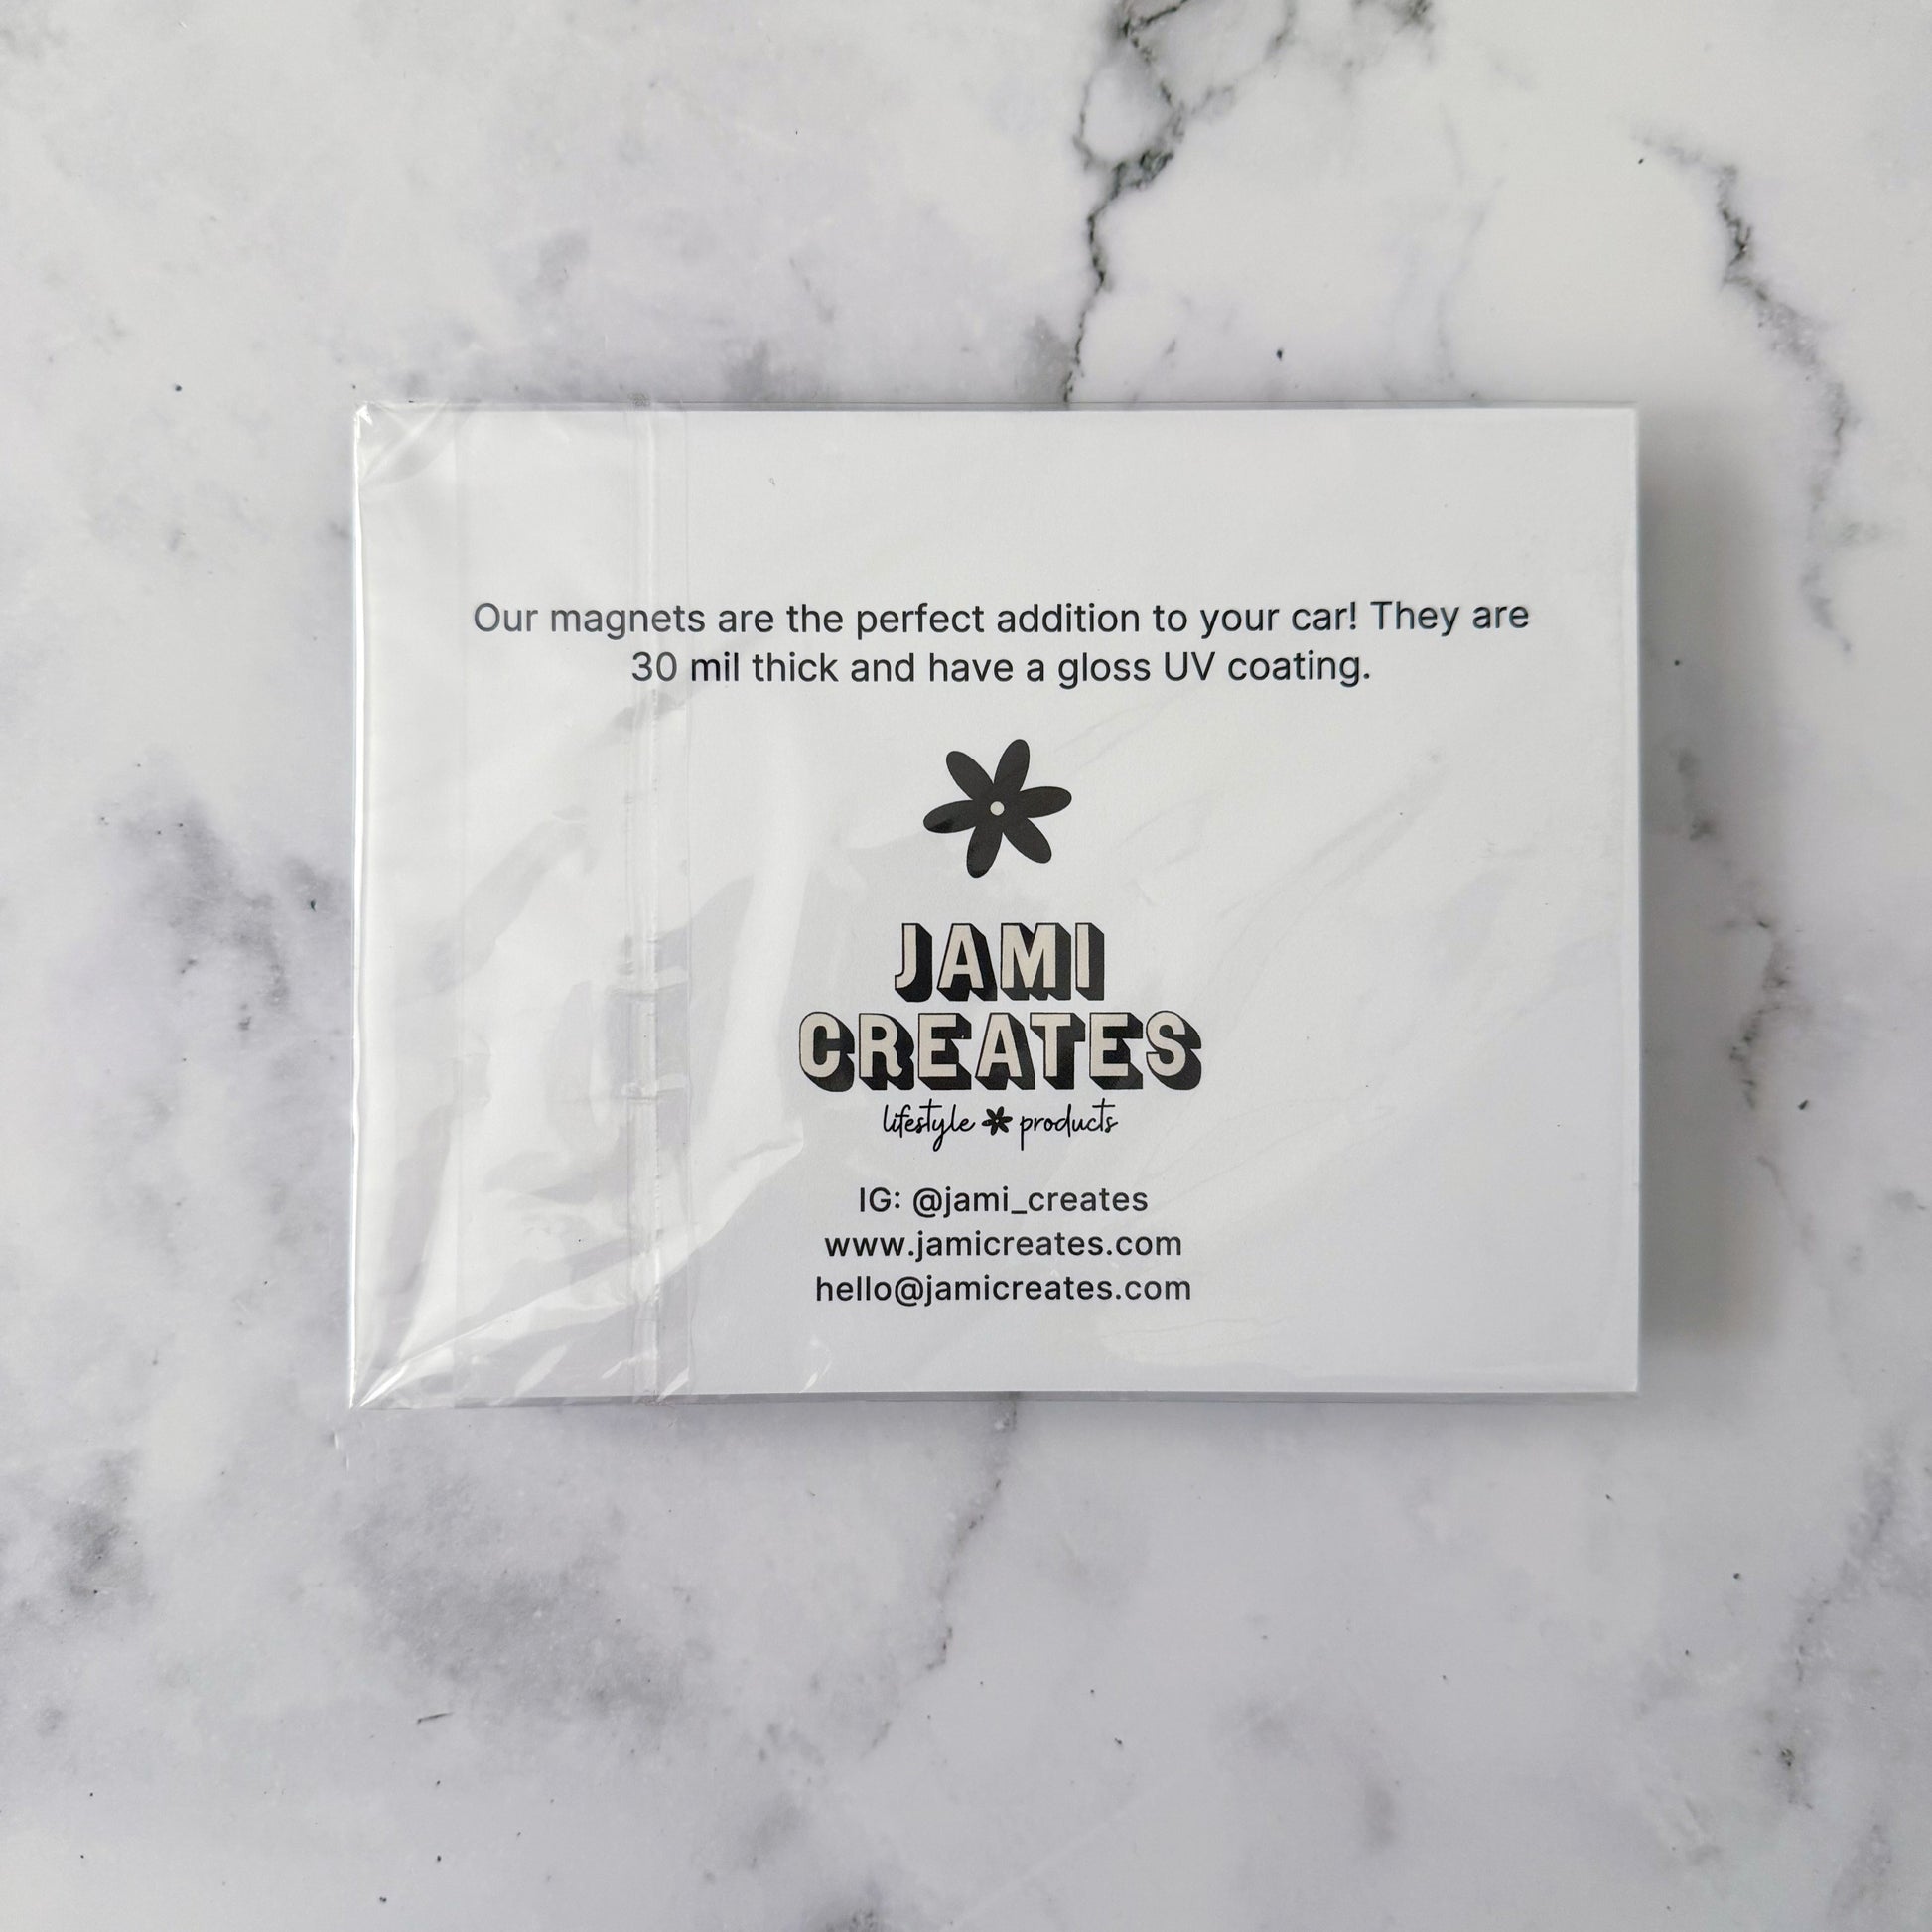 Our magnets are the perfect addition to your car! They are
30 mil thick and have a gloss UV coating.
JAMI
CREATES
lifestyle products
IG: @jami_creates
www.jamicreates.com
hello@jamicreates.com